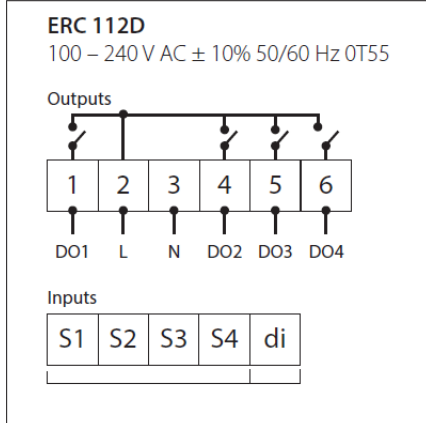 ERC 112D
100 – 240 V AC ± 10% 50/60 Hz 0T55
Outputs
1 2 3 4 5 6
DO1 L N DO2 DO3 DO4
Inputs
S1 S2 S3 S4 di